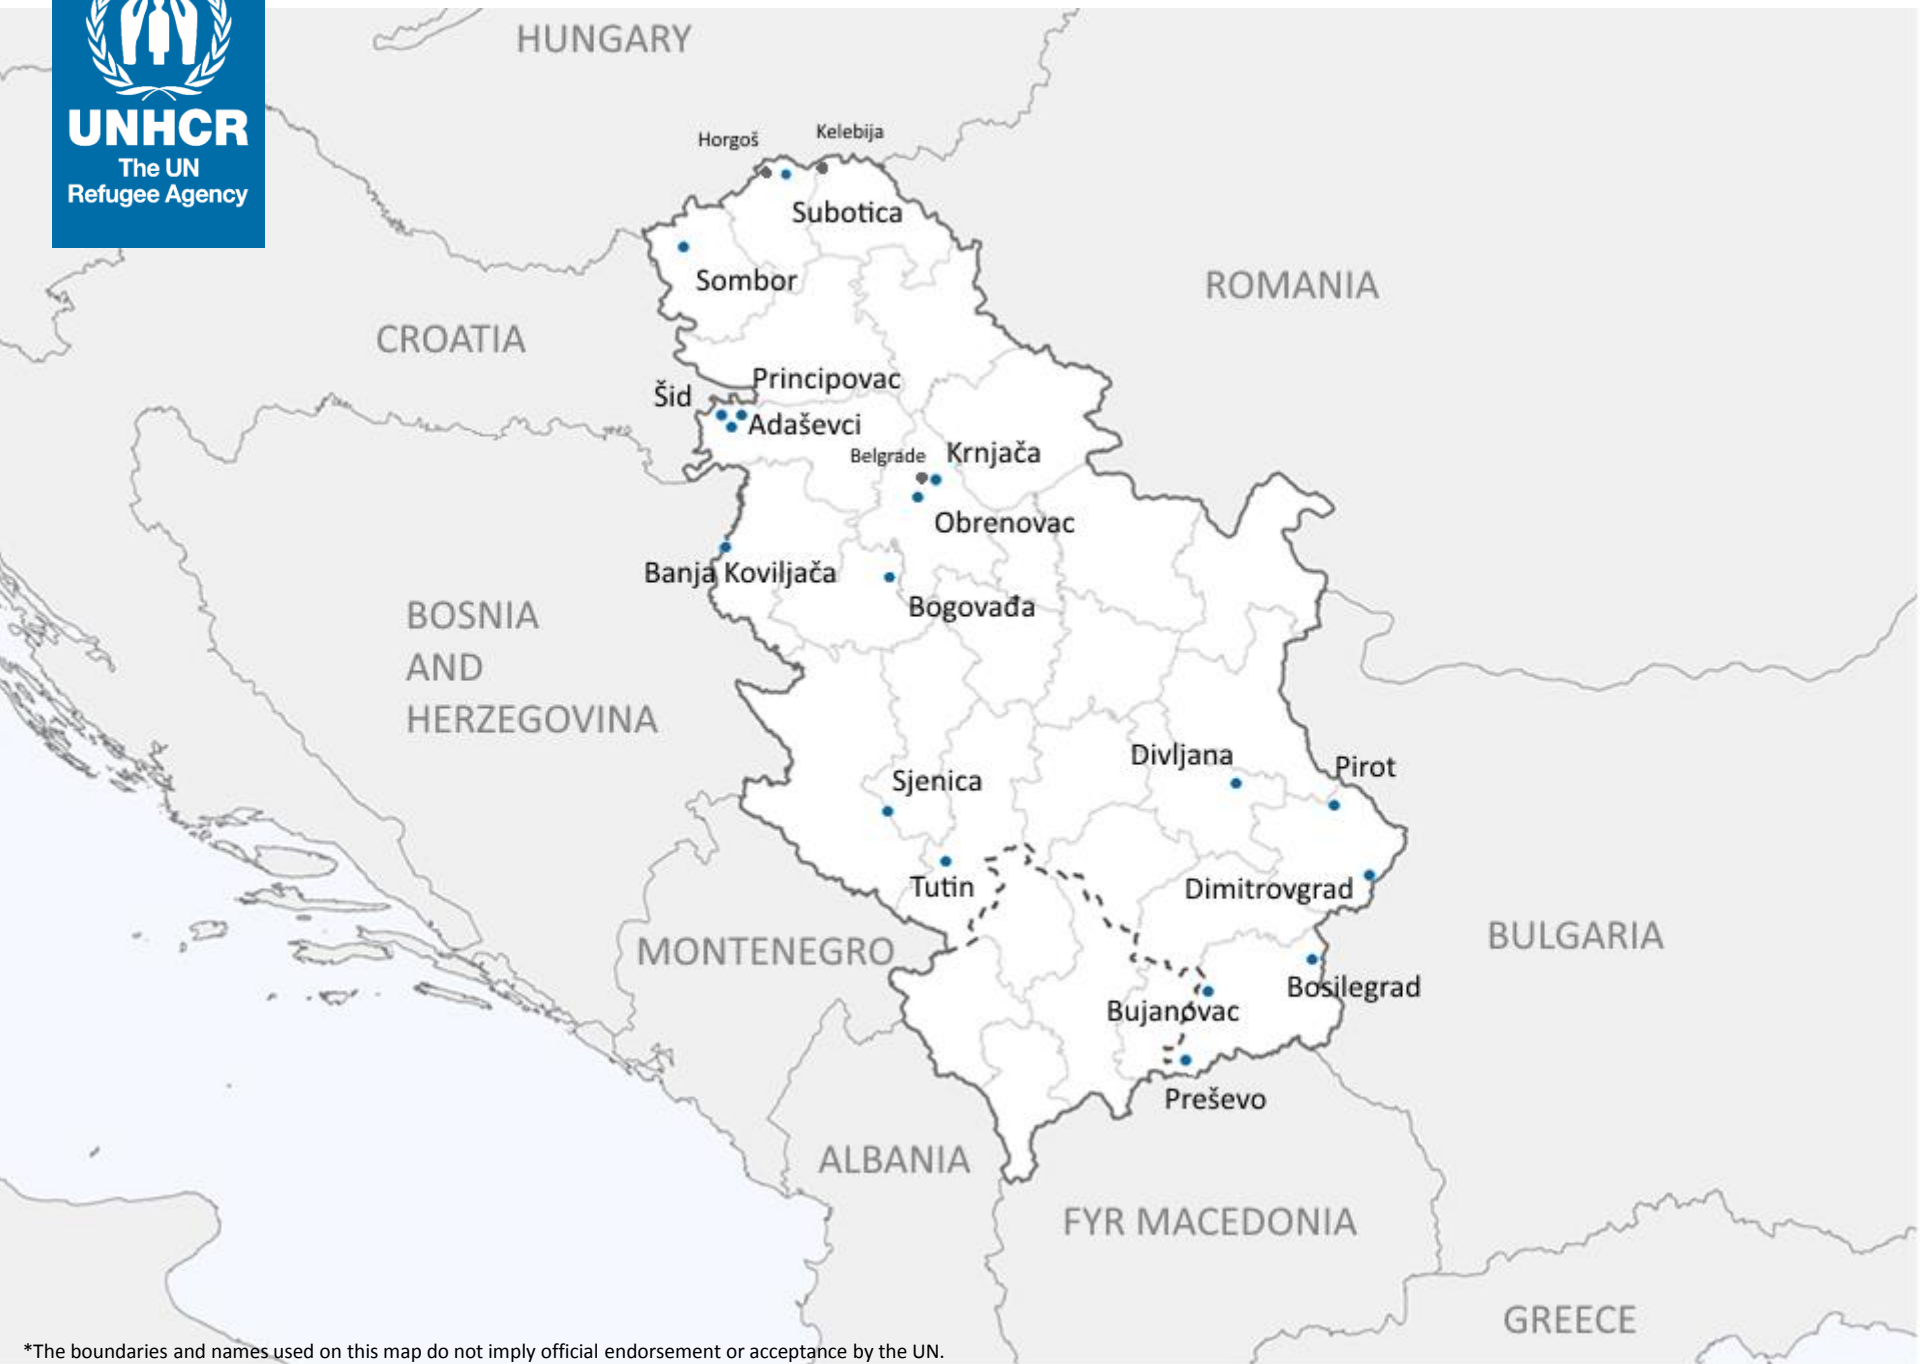 HUNGARY
UNHCR
The UN
Refugee Agency
Horgoš
Kelebija
Subotica
Sombor
ROMANIA
CROATIA
Principovac
Šid
Adaševci
Belgrade
Krnjača
Obrenovac
Banja Koviljača
Bogovađa
BOSNIA
AND
HERZEGOVINA
Divljana
Pirot
Sjenica
Tutin
Dimitrovgrad
MONTENEGRO
BULGARIA
Bosilegrad
Bujanovac
Preševo
ALBANIA
FYR MACEDONIA
GREECE
*The boundaries and names used on this map do not imply official endorsement or acceptance by the UN.